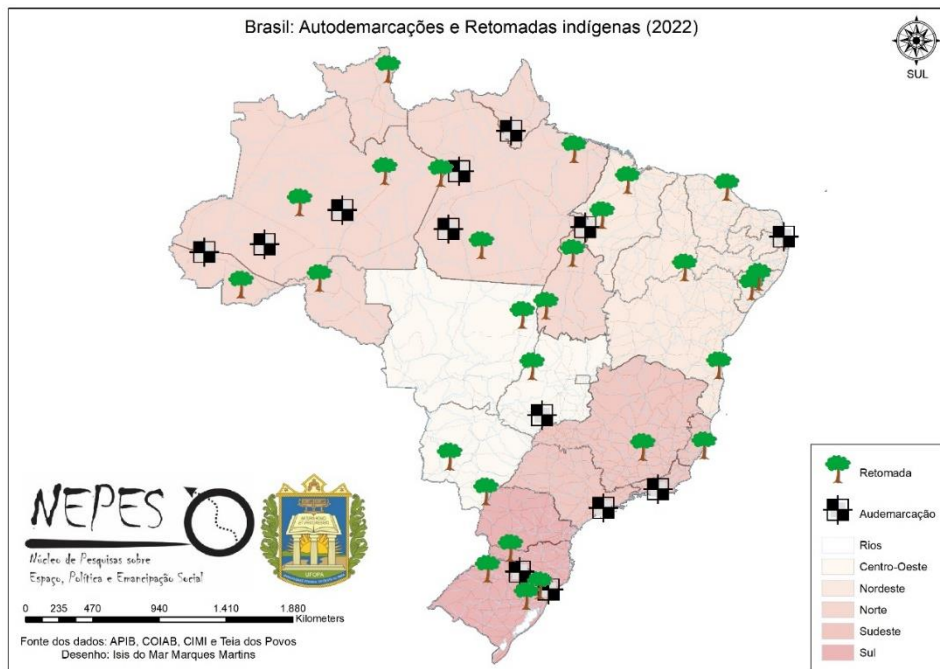 Brasil: Autodemarcações e Retomadas indígenas (2022)
SUL
NEPES
Núcleo de Pesquisas sobre
Espaço, Política e Emancipação Social
UFOPA
0 235 470 940 1.410 1.880
Kilometers
Fonte dos dados: APIB, COIAB, CIMI e Teia dos Povos
Desenho: Isis do Mar Marques Martins
Retomada
Audemarcação
Rios
Centro-Oeste
Nordeste
Norte
Sudeste
Sul